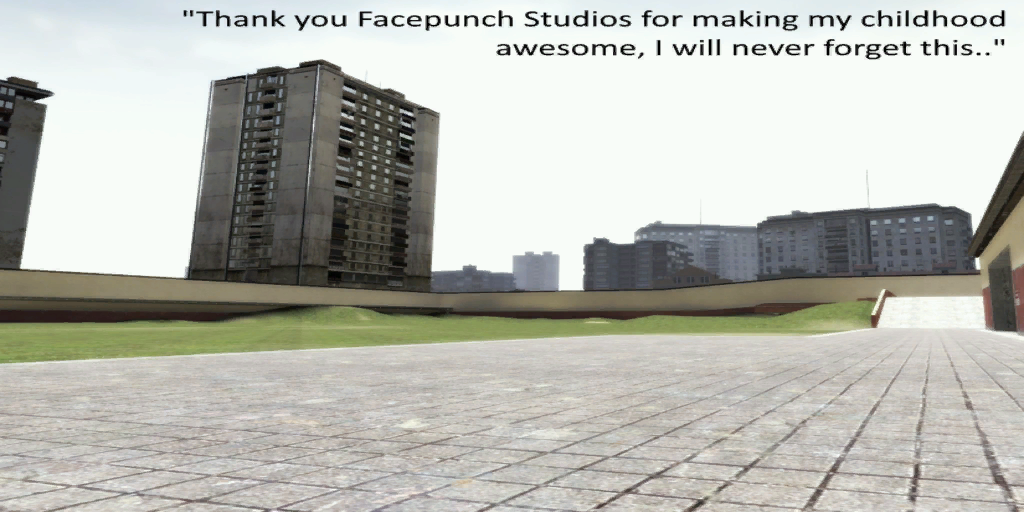 "Thank you Facepunch Studios for making my childhood
awesome, I will never forget this.."